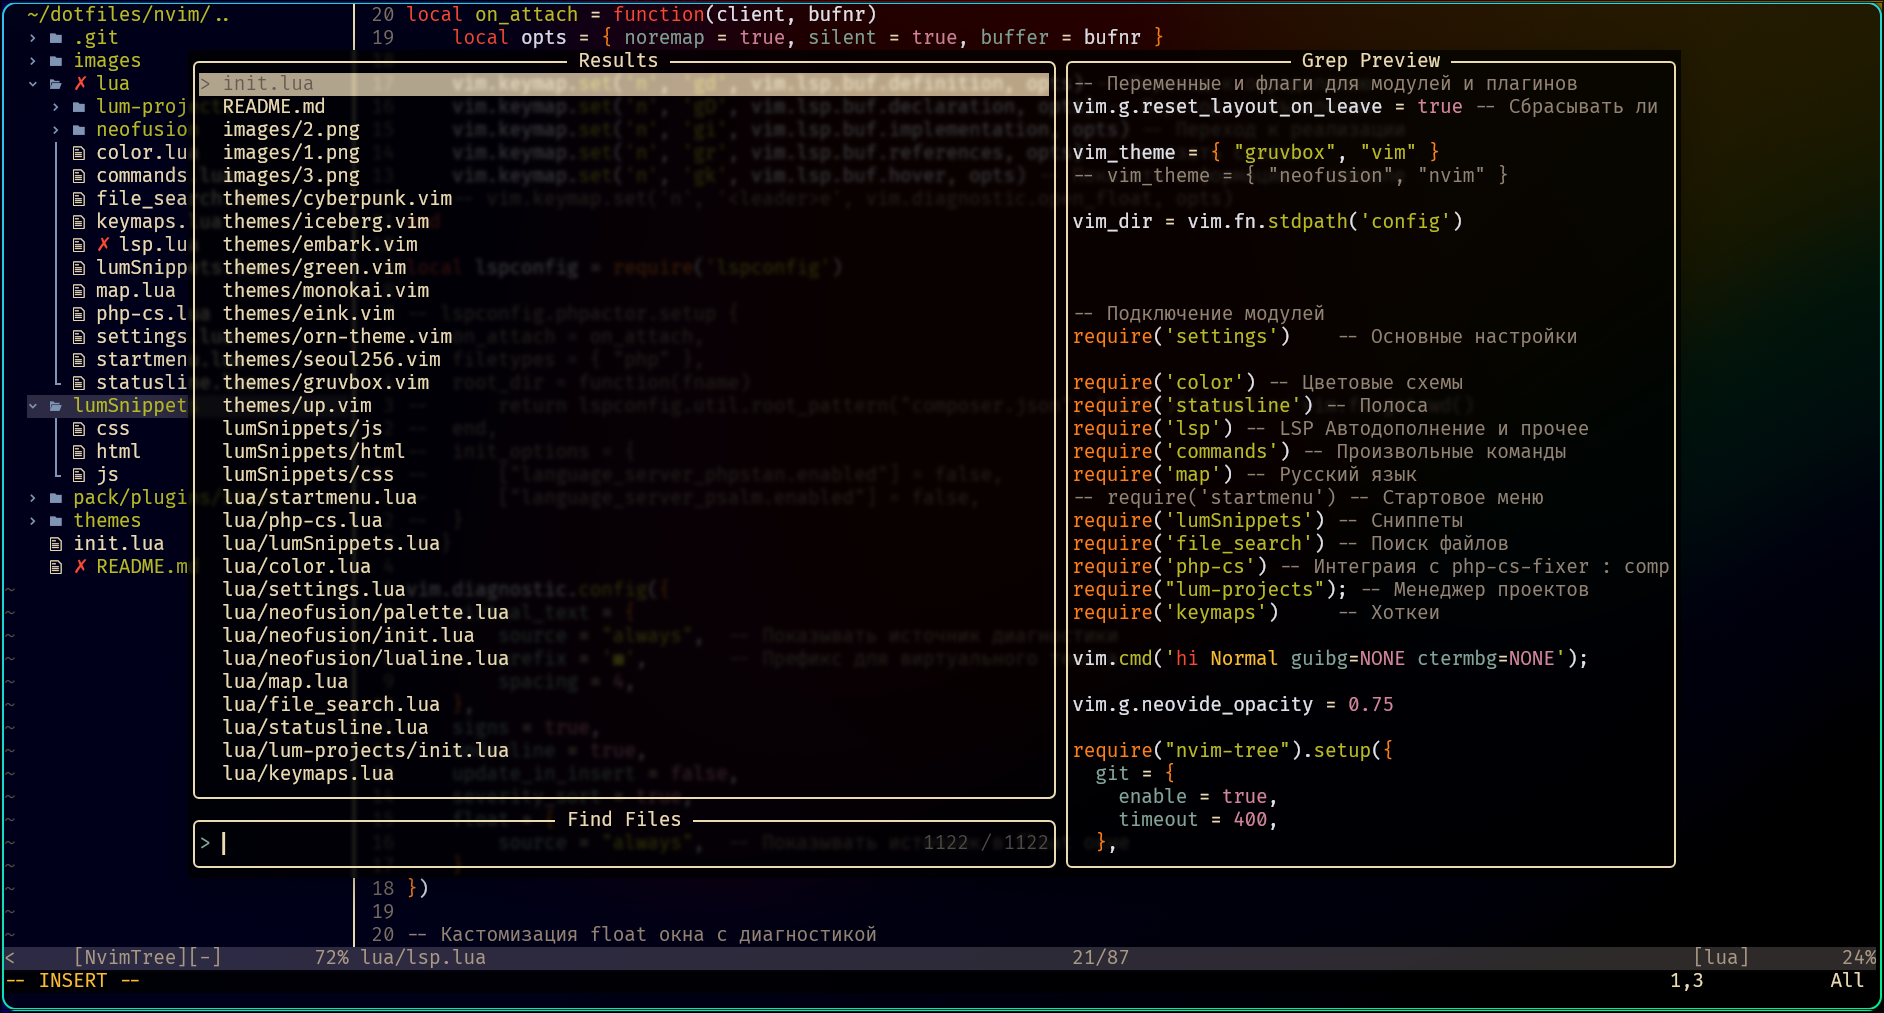 ~/dotfiles/nvim/..
› .git
› images
⌄ ✗ lua
› lum-proj
› neofusio
color.lu
commands
file_sea
keymaps.
✗ lsp.lu
lumSnipp
map.lua
php-cs.l
settings
startmen
statusli
⌄ lumSnippet
css
html
js
› pack/plugins
› themes
init.lua
✗ README.m
20 local on_attach = function(client, bufnr)
19 local opts = { noremap = true, silent = true, buffer = bufnr }
Results
> init.lua
README.md
images/2.png
images/1.png
images/3.png
themes/cyberpunk.vim
themes/iceberg.vim
themes/embark.vim
themes/green.vim
themes/monokai.vim
themes/eink.vim
themes/orn-theme.vim
themes/seoul256.vim
themes/gruvbox.vim
themes/up.vim
lumSnippets/js
lumSnippets/html
lumSnippets/css
lua/startmenu.lua
lua/php-cs.lua
lua/lumSnippets.lua
lua/color.lua
lua/settings.lua
lua/neofusion/palette.lua
lua/neofusion/init.lua
lua/neofusion/lualine.lua
lua/map.lua
lua/file_search.lua
lua/statusline.lua
lua/lum-projects/init.lua
lua/keymaps.lua
Find Files
> 1122 / 1122
Grep Preview
-- Переменные и флаги для модулей и плагинов
vim.g.reset_layout_on_leave = true -- Сбрасывать ли
vim_theme = { "gruvbox", "vim" }
-- vim_theme = { "neofusion", "nvim" }
vim_dir = vim.fn.stdpath('config')
-- Подключение модулей
require('settings') -- Основные настройки
require('color') -- Цветовые схемы
require('statusline') -- Полоса
require('lsp') -- LSP Автодополнение и прочее
require('commands') -- Произвольные команды
require('map') -- Русский язык
-- require('startmenu') -- Стартовое меню
require('lumSnippets') -- Сниппеты
require('file_search') -- Поиск файлов
require('php-cs') -- Интеграия с php-cs-fixer : comp
require("lum-projects"); -- Менеджер проектов
require('keymaps') -- Хоткеи
vim.cmd('hi Normal guibg=NONE ctermbg=NONE');
vim.g.neovide_opacity = 0.75
require("nvim-tree").setup({
git = {
enable = true,
timeout = 400,
},
18 })
19
20 -- Кастомизация float окна с диагностикой
< [NvimTree][-] 72% lua/lsp.lua 21/87 [lua] 24%
-- INSERT -- 1,3 All